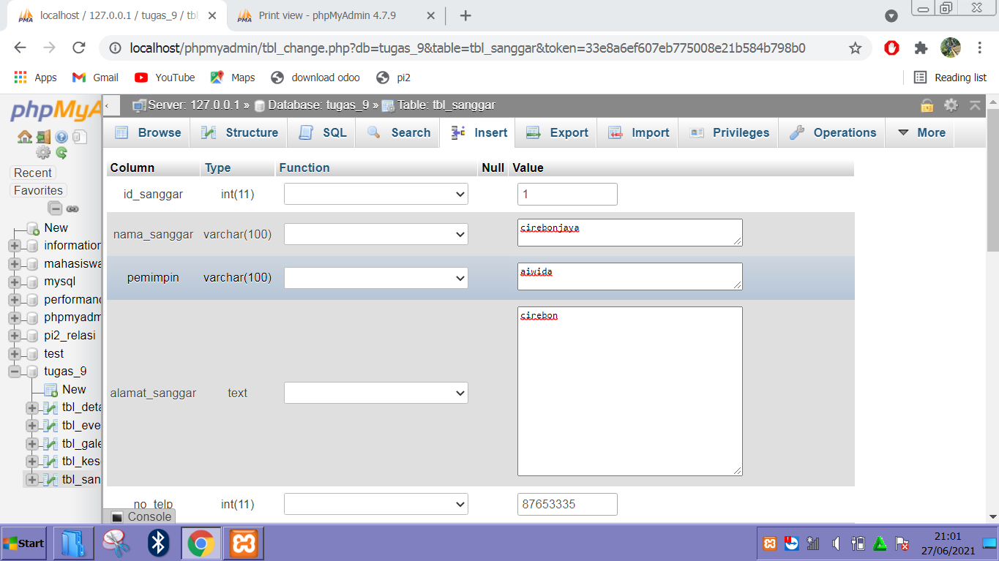 localhost / 127.0.0.1 / tugas_9 / tbl_
Print view - phpMyAdmin 4.7.9
localhost/phpmyadmin/tbl_change.php?db=tugas_9&table=tbl_sanggar&token=33e8a6ef607eb775008e21b584b798b0
Apps Gmail YouTube Maps download odoo pi2 Reading list
phpMyA
Server: 127.0.0.1 » Database: tugas_9 » Table: tbl_sanggar
Browse Structure SQL Search Insert Export Import Privileges Operations More
Recent
Favorites
New
information
mahasiswa
mysql
performanc
phpmyadm
pi2_relasi
test
tugas_9
New
tbl_deta
tbl_eve
tbl_gale
tbl_kese
tbl_san
Column Type Function Null Value
id_sanggar int(11) 1
nama_sanggar varchar(100) cirebonjaya
pemimpin varchar(100) aiwida
alamat_sanggar text cirebon
no_telp int(11) 87653335
Console
Start
21:01
27/06/2021